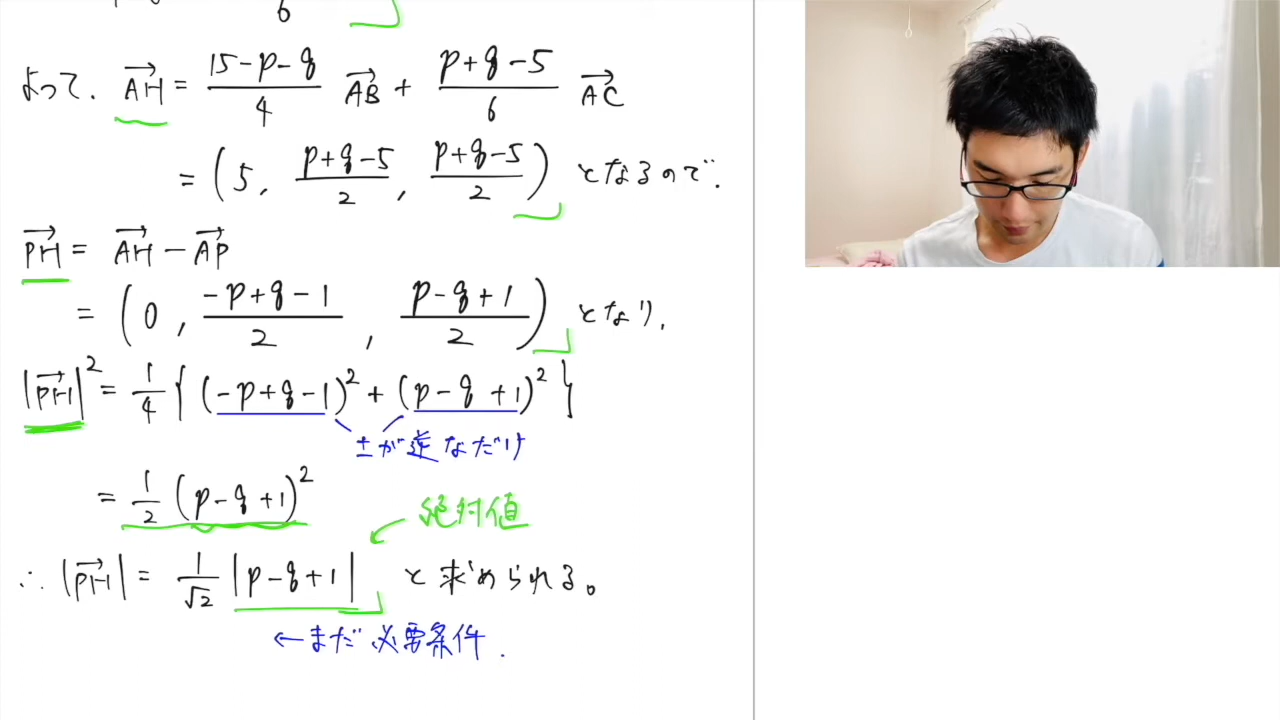 6
よって. AH = (15-p-q)/4 AB + (p+q-5)/6 AC
= (5, (p+q-5)/2, (p+q-5)/2) となるので.
PH = AH - AP
= (0, (-p+q-1)/2, (p-q+1)/2) となり.
|PH|² = 1/4 { (-p+q-1)² + (p-q+1)² }
±が逆なだけ
= 1/2 (p-q+1)²
絶対値
∴ |PH| = 1/√2 |p-q+1| と求められる。
←まだ必要条件.